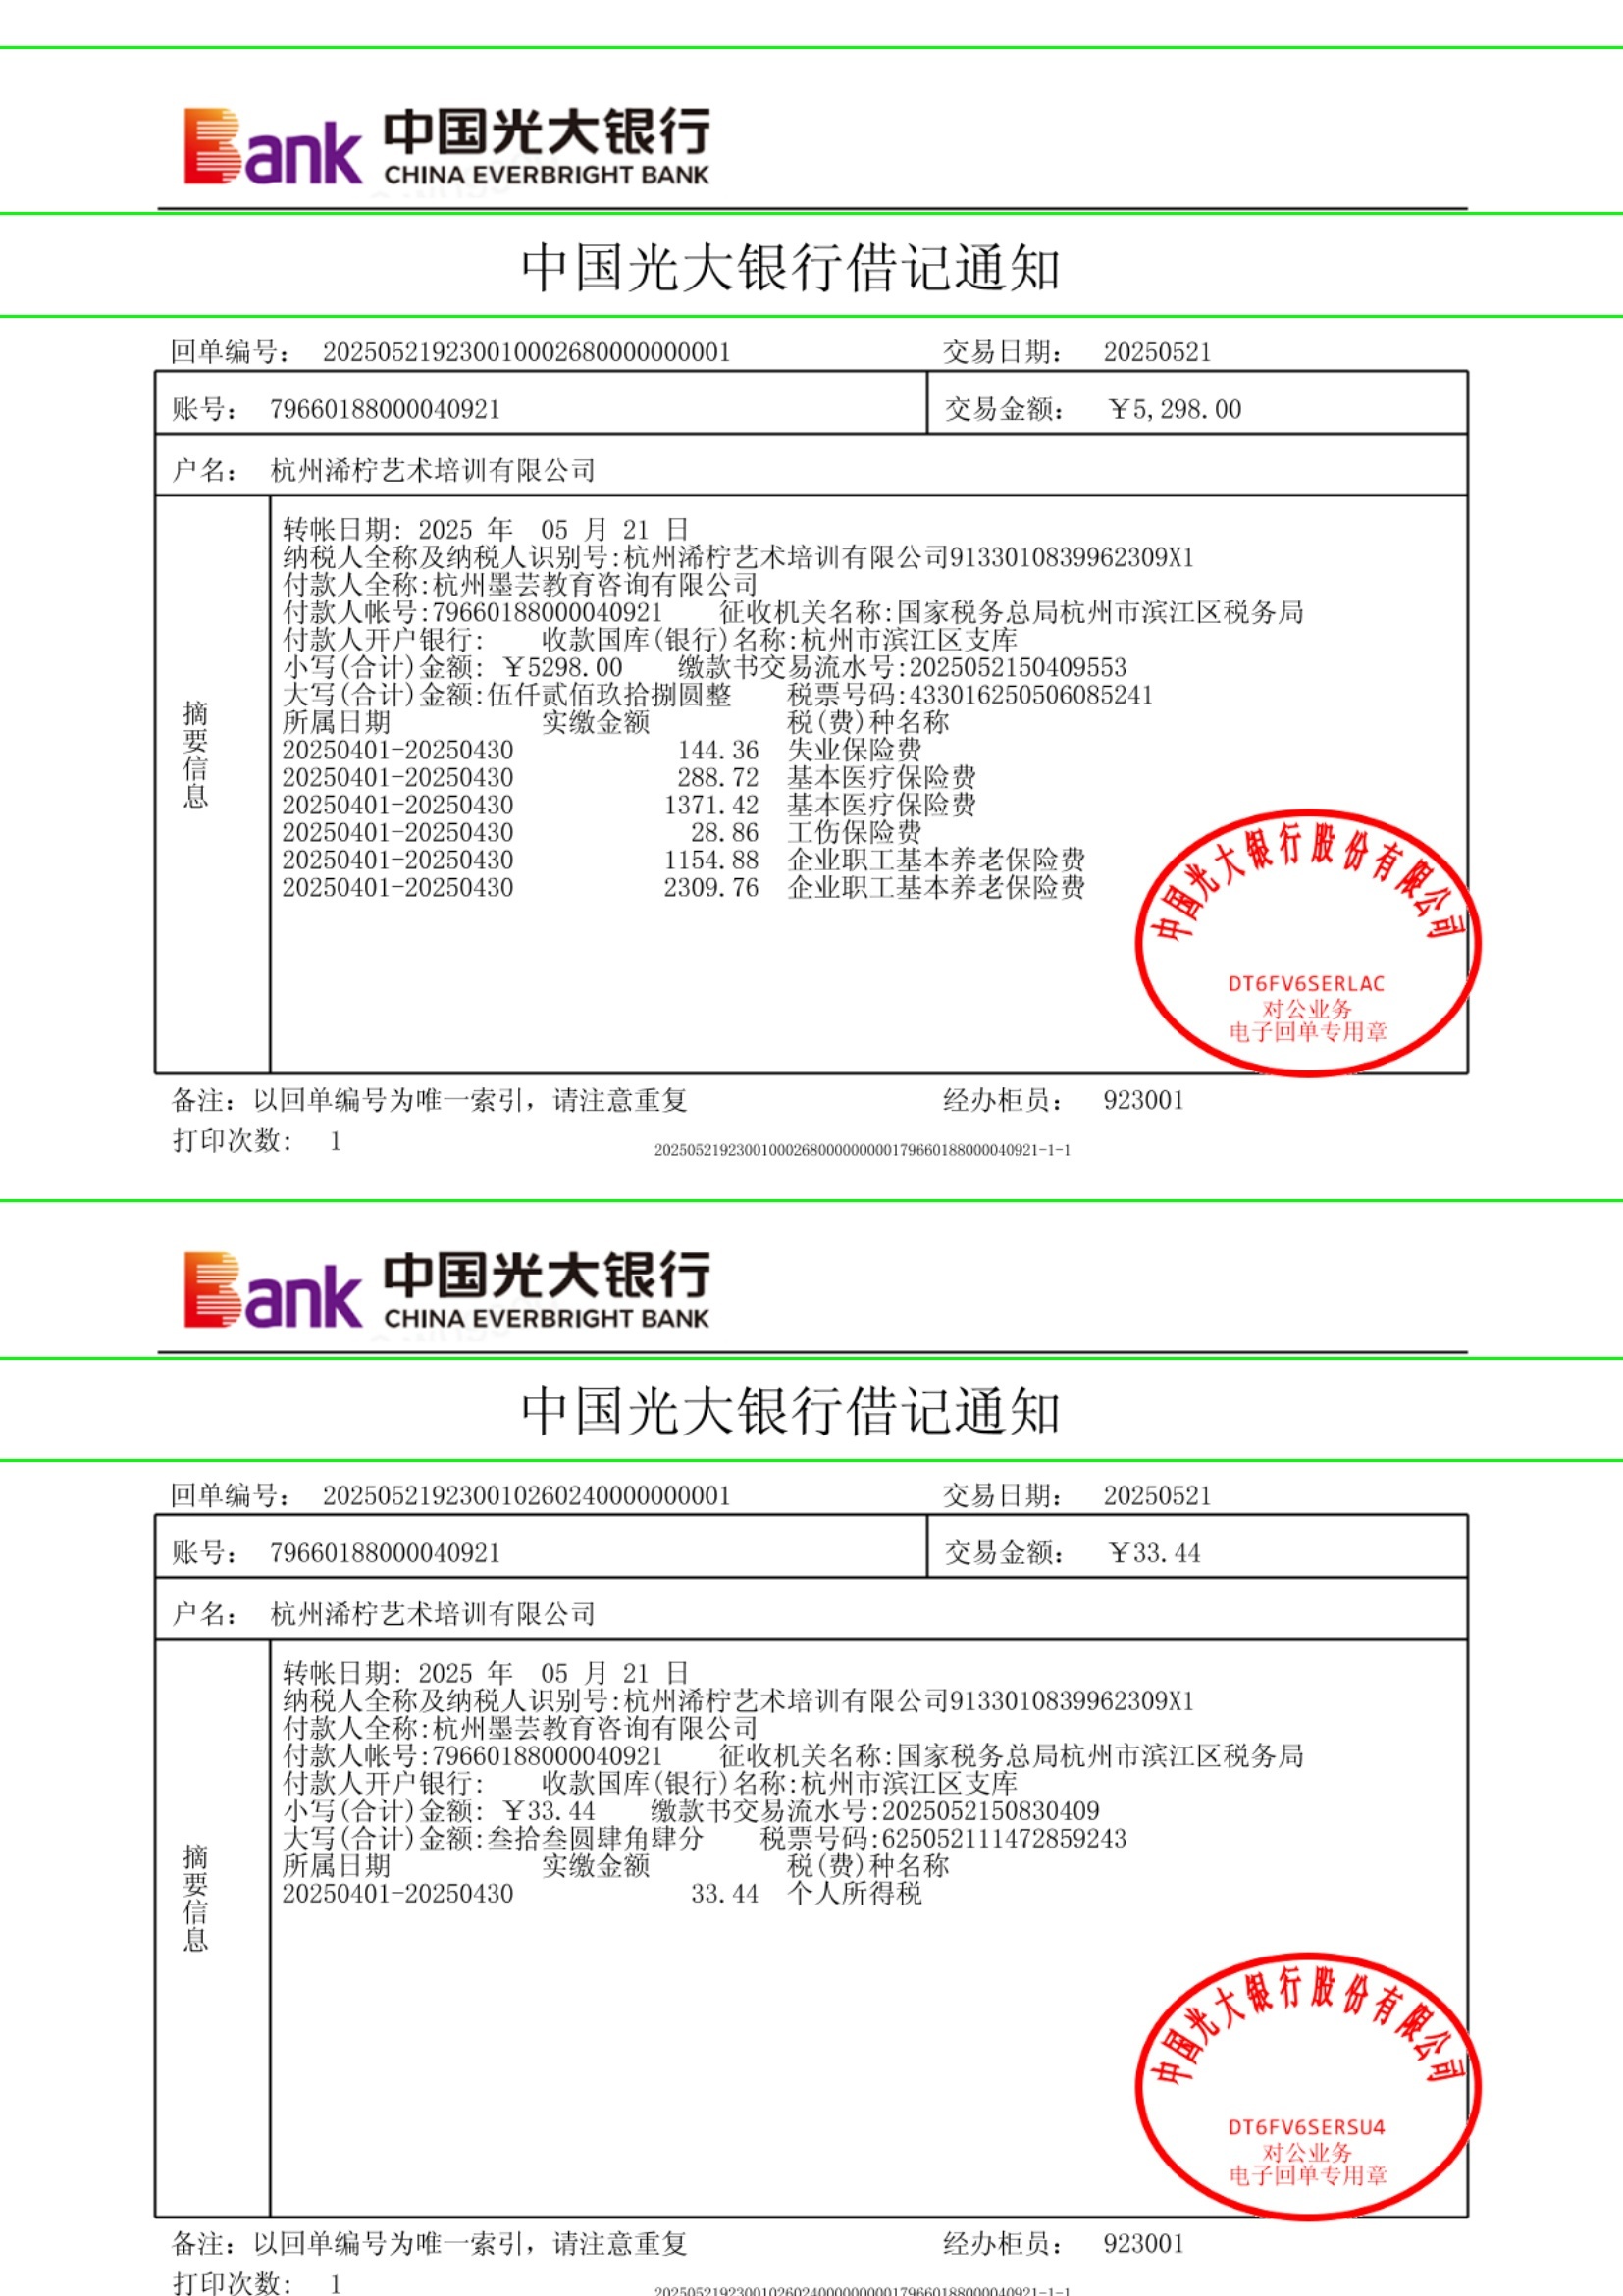 Bank 中国光大银行
CHINA EVERBRIGHT BANK
中国光大银行借记通知
回单编号： 2025052192300100026800000000001 交易日期： 20250521
账号： 79660188000040921 交易金额： ￥5,298.00
户名： 杭州浠柠艺术培训有限公司
摘要信息
转帐日期: 2025 年 05 月 21 日
纳税人全称及纳税人识别号:杭州浠柠艺术培训有限公司9133010839962309X1
付款人全称:杭州墨芸教育咨询有限公司
付款人帐号:79660188000040921 征收机关名称:国家税务总局杭州市滨江区税务局
付款人开户银行: 收款国库(银行)名称:杭州市滨江区支库
小写(合计)金额: ￥5298.00 缴款书交易流水号:2025052150409553
大写(合计)金额:伍仟贰佰玖拾捌圆整 税票号码:433016250506085241
所属日期 实缴金额 税(费)种名称
20250401-20250430 144.36 失业保险费
20250401-20250430 288.72 基本医疗保险费
20250401-20250430 1371.42 基本医疗保险费
20250401-20250430 28.86 工伤保险费
20250401-20250430 1154.88 企业职工基本养老保险费
20250401-20250430 2309.76 企业职工基本养老保险费
中国光大银行股份有限公司
DT6FV6SERLAC
对公业务
电子回单专用章
备注：以回单编号为唯一索引，请注意重复 经办柜员： 923001
打印次数: 1
202505219230010002680000000000179660188000040921-1-1
Bank 中国光大银行
CHINA EVERBRIGHT BANK
中国光大银行借记通知
回单编号： 2025052192300102602400000000001 交易日期： 20250521
账号： 79660188000040921 交易金额： ￥33.44
户名： 杭州浠柠艺术培训有限公司
摘要信息
转帐日期: 2025 年 05 月 21 日
纳税人全称及纳税人识别号:杭州浠柠艺术培训有限公司9133010839962309X1
付款人全称:杭州墨芸教育咨询有限公司
付款人帐号:79660188000040921 征收机关名称:国家税务总局杭州市滨江区税务局
付款人开户银行: 收款国库(银行)名称:杭州市滨江区支库
小写(合计)金额: ￥33.44 缴款书交易流水号:2025052150830409
大写(合计)金额:叁拾叁圆肆角肆分 税票号码:625052111472859243
所属日期 实缴金额 税(费)种名称
20250401-20250430 33.44 个人所得税
中国光大银行股份有限公司
DT6FV6SERSU4
对公业务
电子回单专用章
备注：以回单编号为唯一索引，请注意重复 经办柜员： 923001
打印次数: 1